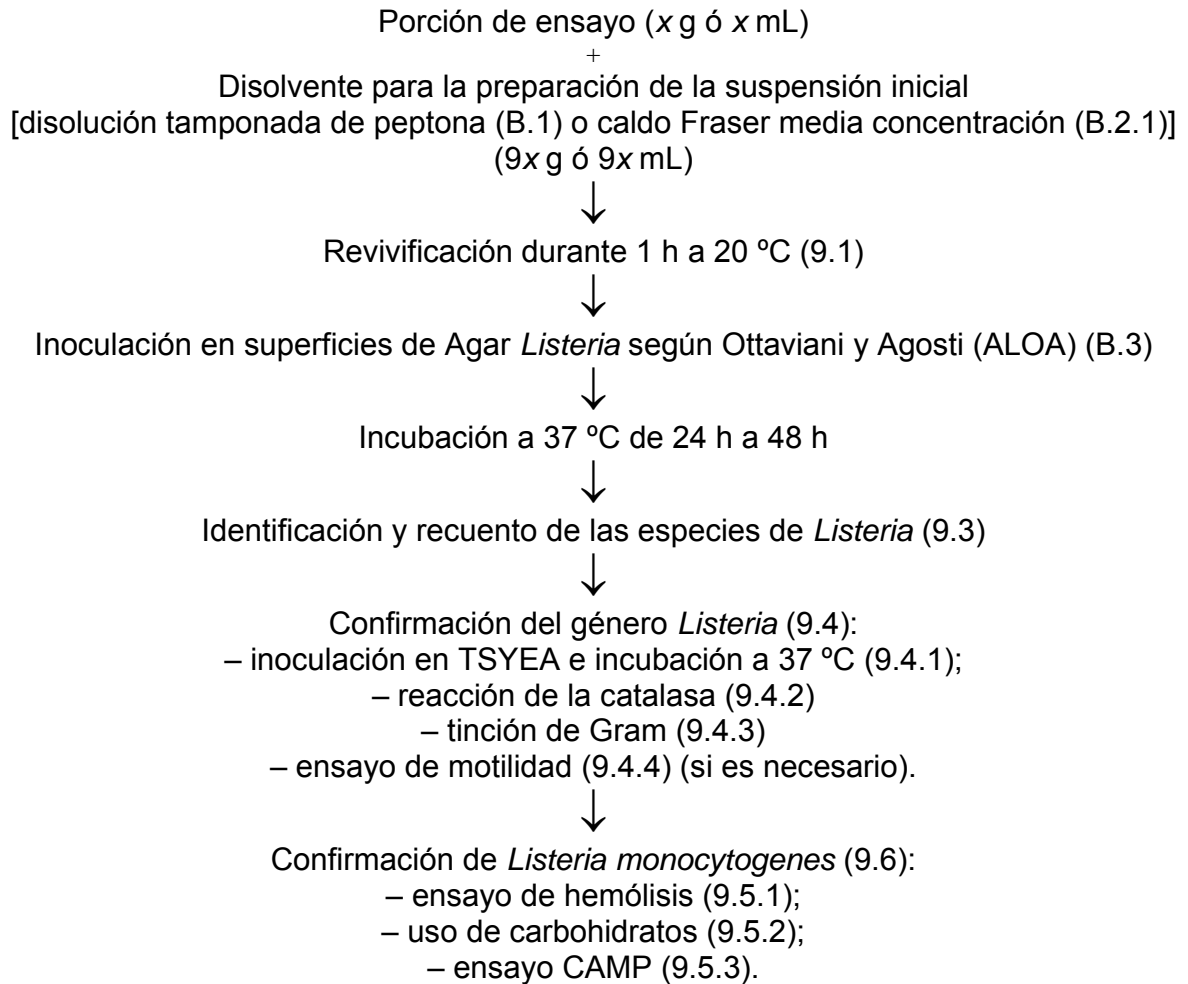 Porción de ensayo (x g ó x mL)
+
Disolvente para la preparación de la suspensión inicial
[disolución tamponada de peptona (B.1) o caldo Fraser media concentración (B.2.1)]
(9x g ó 9x mL)
↓
Revivificación durante 1 h a 20 ºC (9.1)
↓
Inoculación en superficies de Agar Listeria según Ottaviani y Agosti (ALOA) (B.3)
↓
Incubación a 37 ºC de 24 h a 48 h
↓
Identificación y recuento de las especies de Listeria (9.3)
↓
Confirmación del género Listeria (9.4):
– inoculación en TSYEA e incubación a 37 ºC (9.4.1);
– reacción de la catalasa (9.4.2)
– tinción de Gram (9.4.3)
– ensayo de motilidad (9.4.4) (si es necesario).
↓
Confirmación de Listeria monocytogenes (9.6):
– ensayo de hemólisis (9.5.1);
– uso de carbohidratos (9.5.2);
– ensayo CAMP (9.5.3).